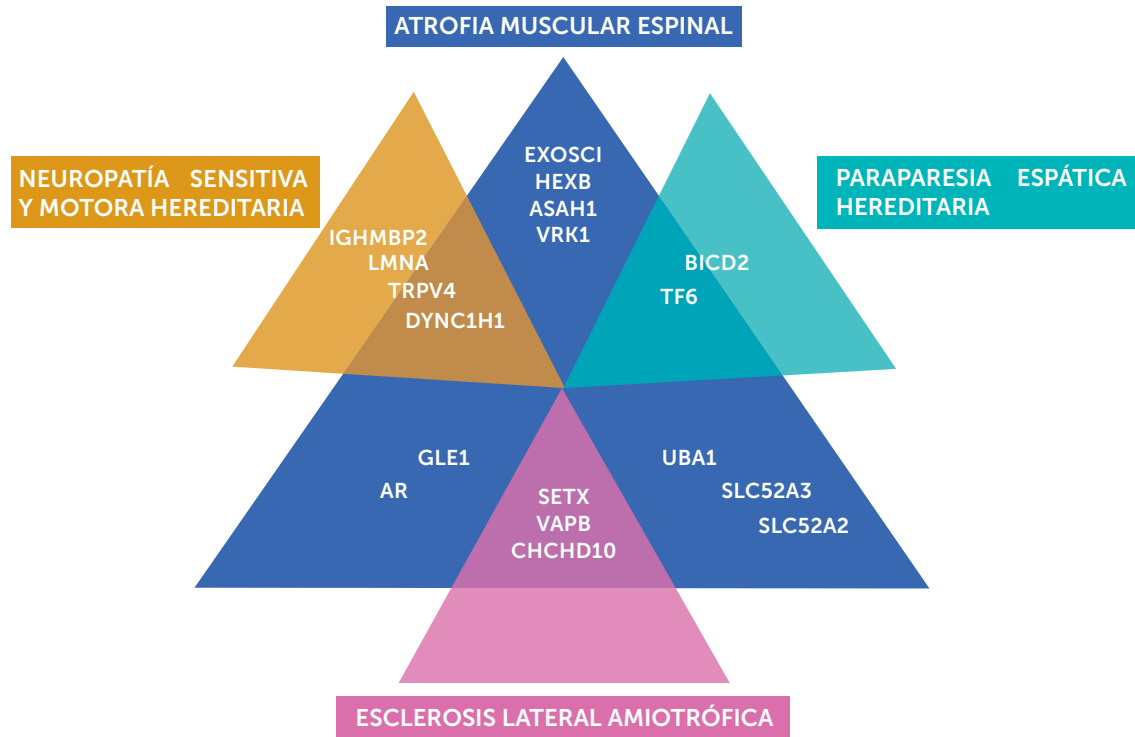 ATROFIA MUSCULAR ESPINAL
NEUROPATÍA SENSITIVA
Y MOTORA HEREDITARIA
PARAPARESIA ESPÁTICA
HEREDITARIA
EXOSCI
HEXB
ASAH1
VRK1
IGHMBP2
LMNA
TRPV4
DYNC1H1
BICD2
TF6
GLE1
AR
SETX
VAPB
CHCHD10
UBA1
SLC52A3
SLC52A2
ESCLEROSIS LATERAL AMIOTRÓFICA